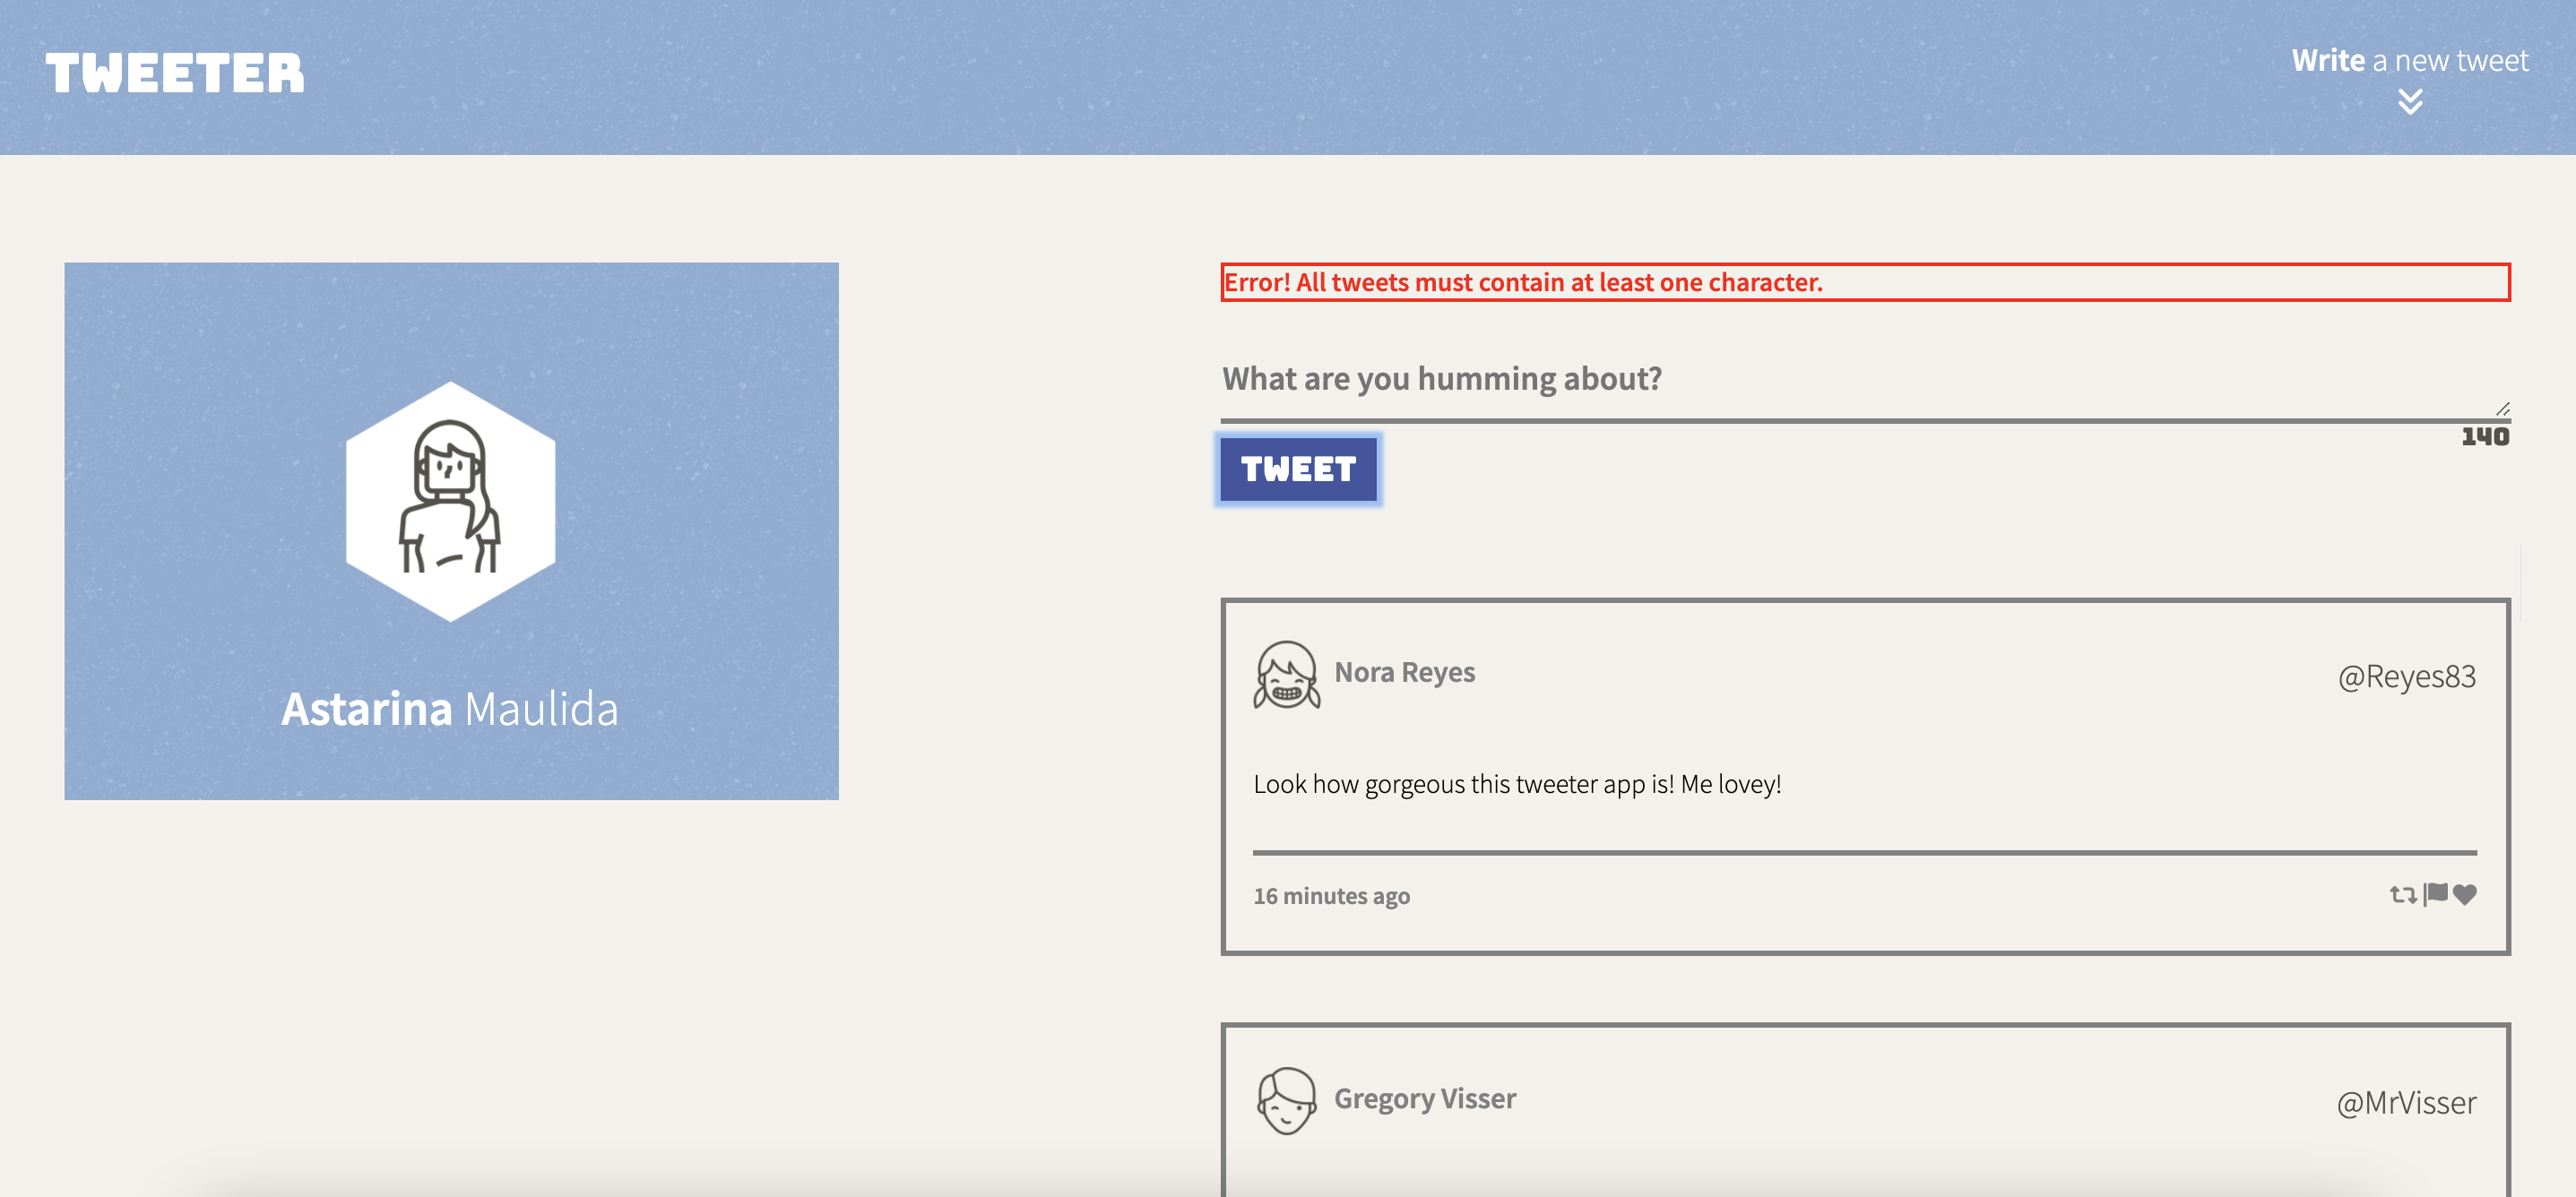 TWEETER
Write a new tweet
Astarina Maulida
Error! All tweets must contain at least one character.
What are you humming about?
140
TWEET
Nora Reyes
@Reyes83
Look how gorgeous this tweeter app is! Me lovey!
16 minutes ago
Gregory Visser
@MrVisser